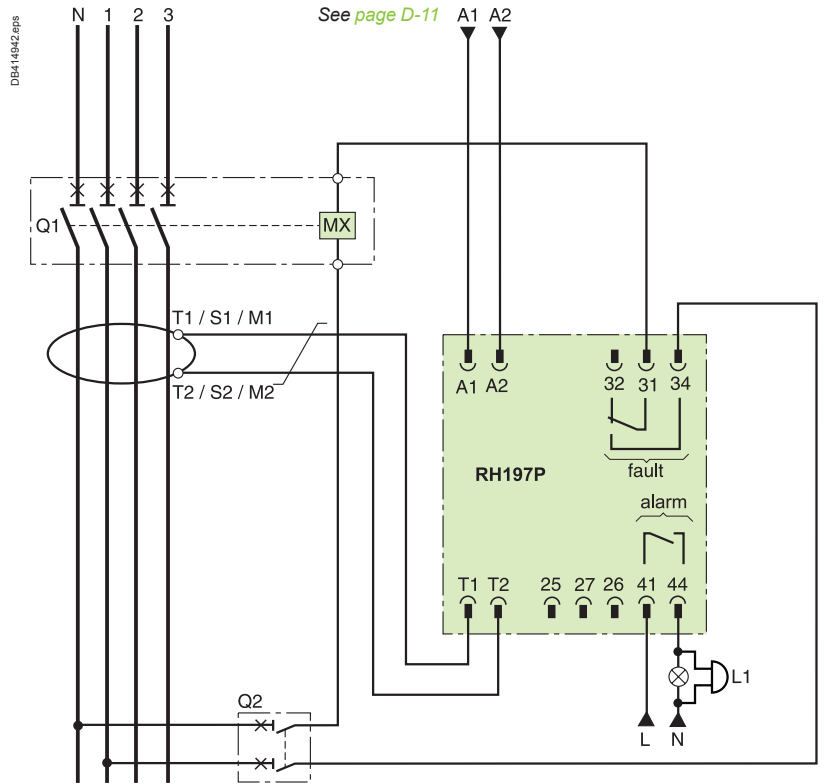 DB414942.eps
N 1 2 3
See page D-11
A1 A2
Q1
MX
T1 / S1 / M1
T2 / S2 / M2
A1 A2
32 31 34
fault
RH197P
alarm
T1 T2 25 27 26 41 44
L1
Q2
L N